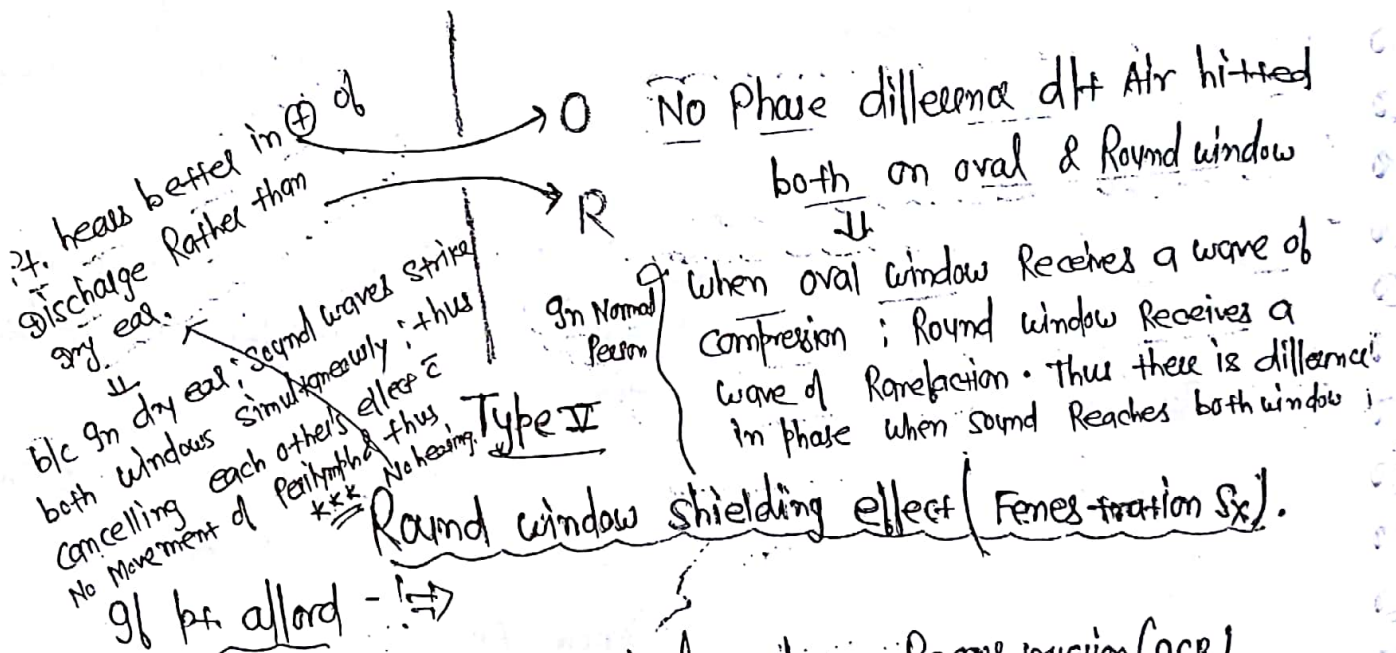 O
R
No Phase difference dlt Air hitted
both on oval & Round window
⇓
When oval window Receives a wave of
compression ; Round window Receives a
wave of Rarefaction. Thus there is difference
in phase when sound Reaches both window ;
In Normal
Person
Pt. hears better in ⊕ of
Discharge Rather than
dry ear.
⇓
b/c In dry ear ; Sound waves strike
both windows simultaneously ; thus
cancelling each other's effect c̄
No Movement of Perilymph & thus
No hearing.
Type V
*** Round window shielding effect (Fenestration Sx).
If pt. afford - ⇒